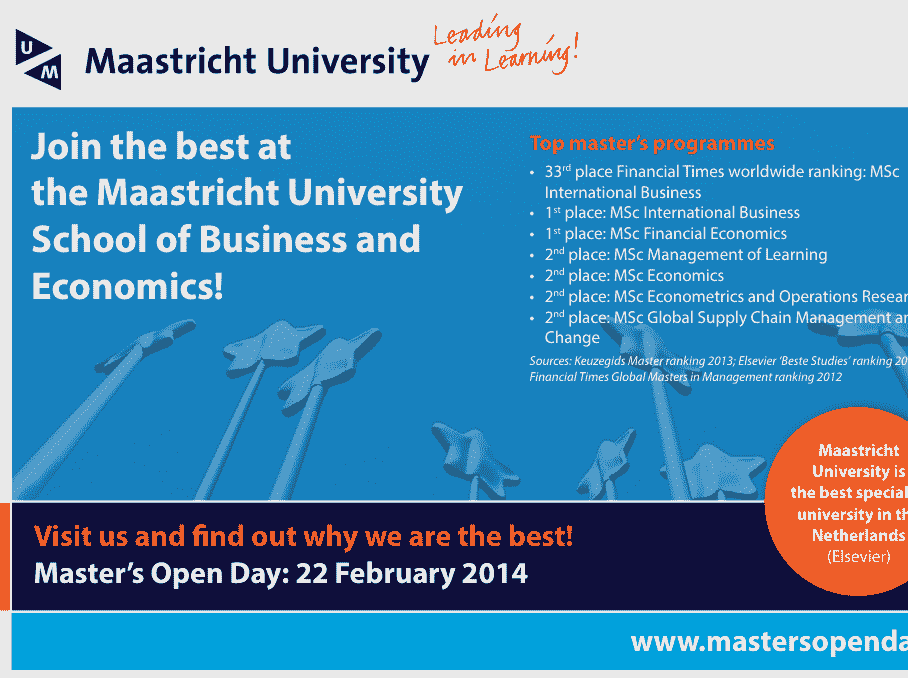 U
M
Maastricht University
Leading
in Learning!
Join the best at
the Maastricht University
School of Business and
Economics!
Top master's programmes
• 33rd place Financial Times worldwide ranking: MSc
International Business
• 1st place: MSc International Business
• 1st place: MSc Financial Economics
• 2nd place: MSc Management of Learning
• 2nd place: MSc Economics
• 2nd place: MSc Econometrics and Operations Resear
• 2nd place: MSc Global Supply Chain Management an
Change
Sources: Keuzegids Master ranking 2013; Elsevier 'Beste Studies' ranking 20
Financial Times Global Masters in Management ranking 2012
Maastricht
University is
the best special
university in th
Netherlands
(Elsevier)
Visit us and find out why we are the best!
Master's Open Day: 22 February 2014
www.mastersopenda